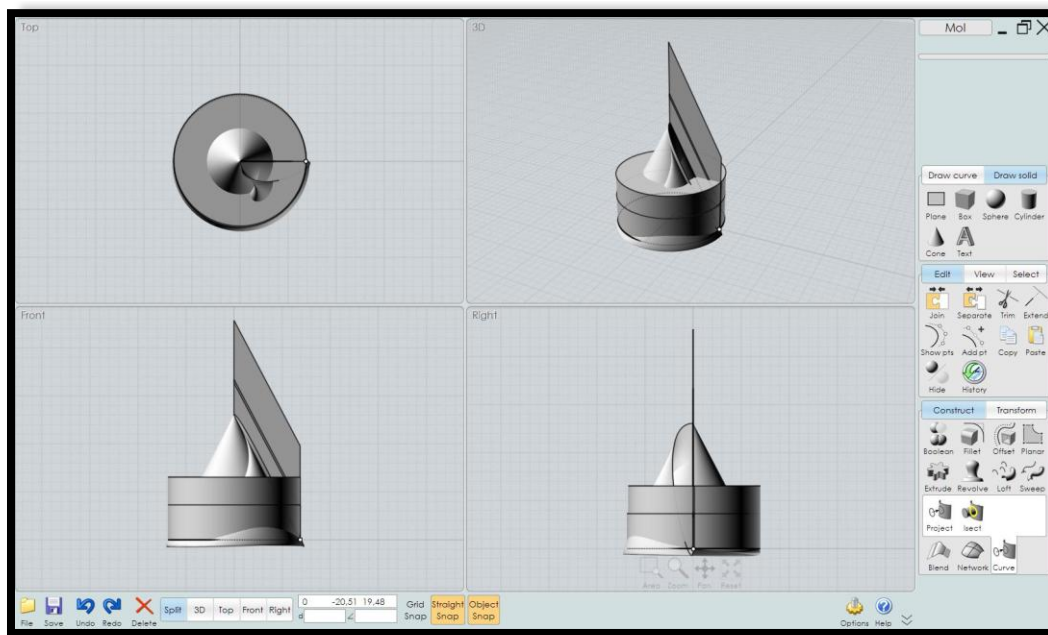 Top
3D
MoI
Draw curve Draw solid
Plane Box Sphere Cylinder
Cone Text
Edit View Select
Join Separate Trim Extend
Show pts Add pt Copy Paste
Hide History
Front
Right
Construct Transform
Boolean Fillet Offset Planar
Extrude Revolve Loft Sweep
Project Isect
Blend Network Curve
Area Zoom Pan Reset
File Save Undo Redo Delete
Split 3D Top Front Right
0 -20,51 19,48
d
Grid Snap
Straight Snap
Object Snap
Options Help